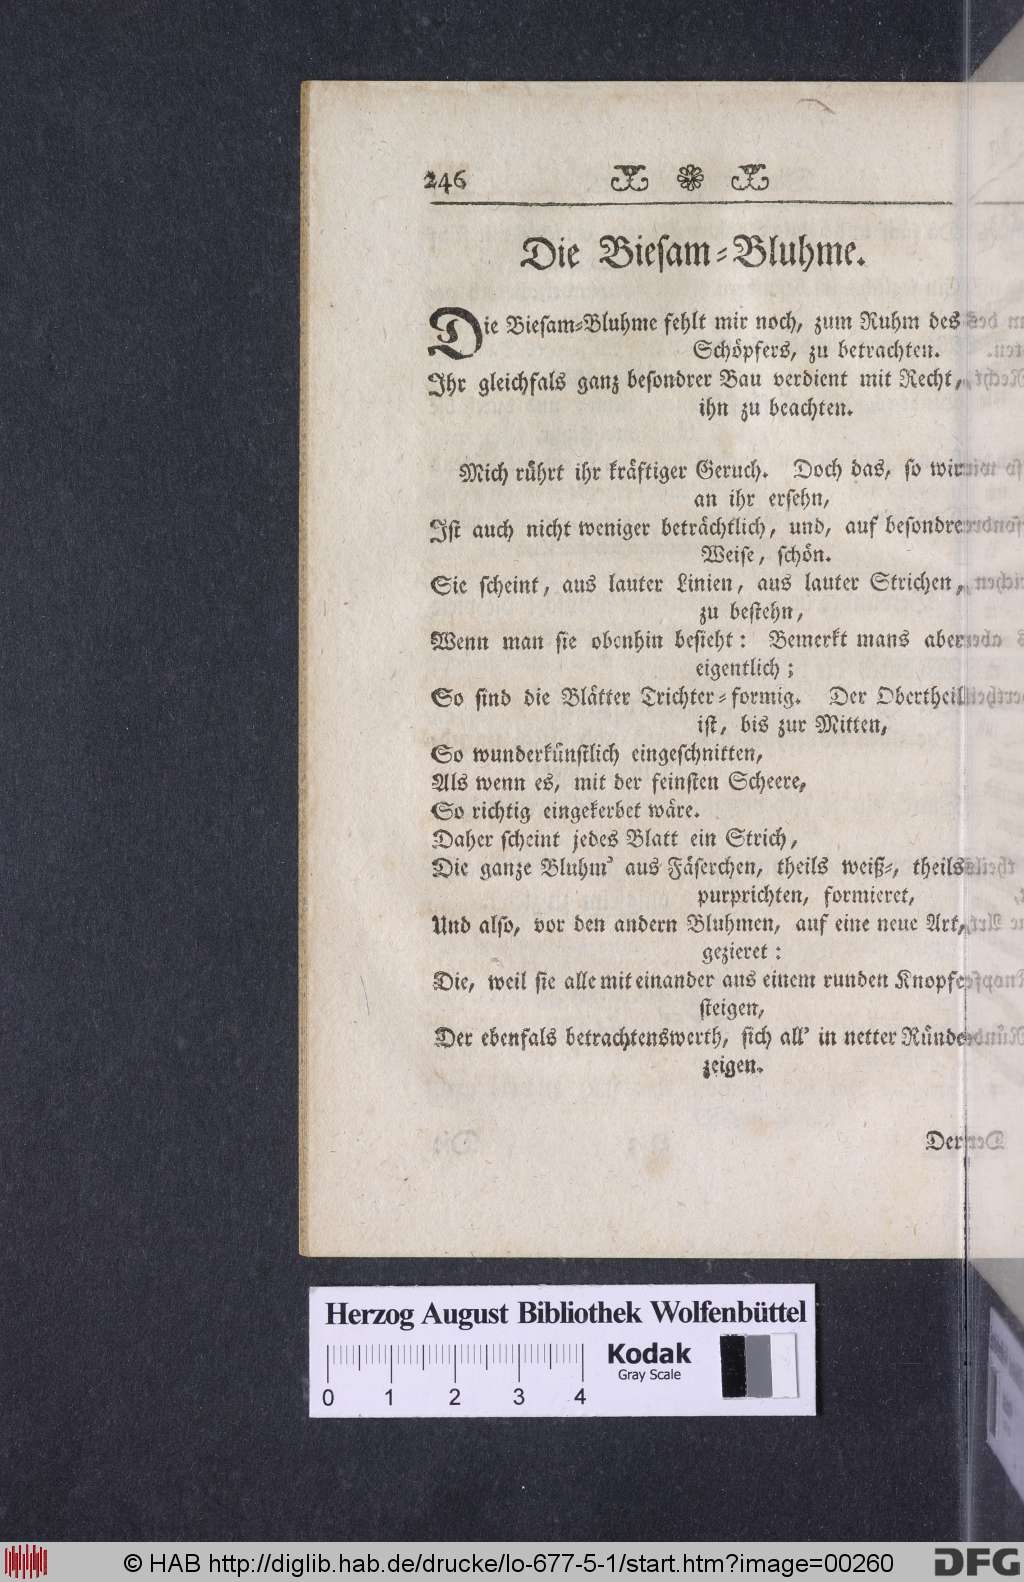 246
Die Bieſam-Bluhme.
Die Bieſam-Bluhme fehlt mir noch, zum Ruhm des
Schöpfers, zu betrachten.
Ihr gleichfals ganz beſondrer Bau verdient mit Recht,
ihn zu beachten.
Mich rührt ihr kräftiger Geruch. Doch das, ſo wir
an ihr erſehn,
Iſt auch nicht weniger beträchtlich, und, auf beſondre
Weiſe, ſchön.
Sie ſcheint, aus lauter Linien, aus lauter Strichen,
zu beſtehn,
Wenn man ſie obenhin beſieht: Bemerkt mans aber
eigentlich;
So ſind die Blätter Trichter-formig. Der Obertheil
iſt, bis zur Mitten,
So wunderkünſtlich eingeſchnitten,
Als wenn es, mit der feinſten Scheere,
So richtig eingekerbet wäre.
Daher ſcheint jedes Blatt ein Strich,
Die ganze Bluhm' aus Fäſerchen, theils weiß-, theils
purprichten, formieret,
Und alſo, vor den andern Bluhmen, auf eine neue Art,
gezieret:
Die, weil ſie alle mit einander aus einem runden Knopfe
ſteigen,
Der ebenfals betrachtenswerth, ſich all' in netter Ründe
zeigen.
Der
Herzog August Bibliothek Wolfenbüttel
Kodak
Gray Scale
0 1 2 3 4
© HAB http://diglib.hab.de/drucke/lo-677-5-1/start.htm?image=00260
DFG